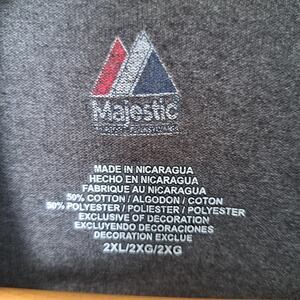 Majestic
MADE IN NICARAGUA
HECHO EN NICARAGUA
FABRIQUE AU NICARAGUA
50% COTTON / ALGODON / COTON
50% POLYESTER / POLIESTER / POLYESTER
EXCLUSIVE OF DECORATION
EXCLUYENDO DECORACIONES
DECORATION EXCLUE
2XL/2XG/2XG